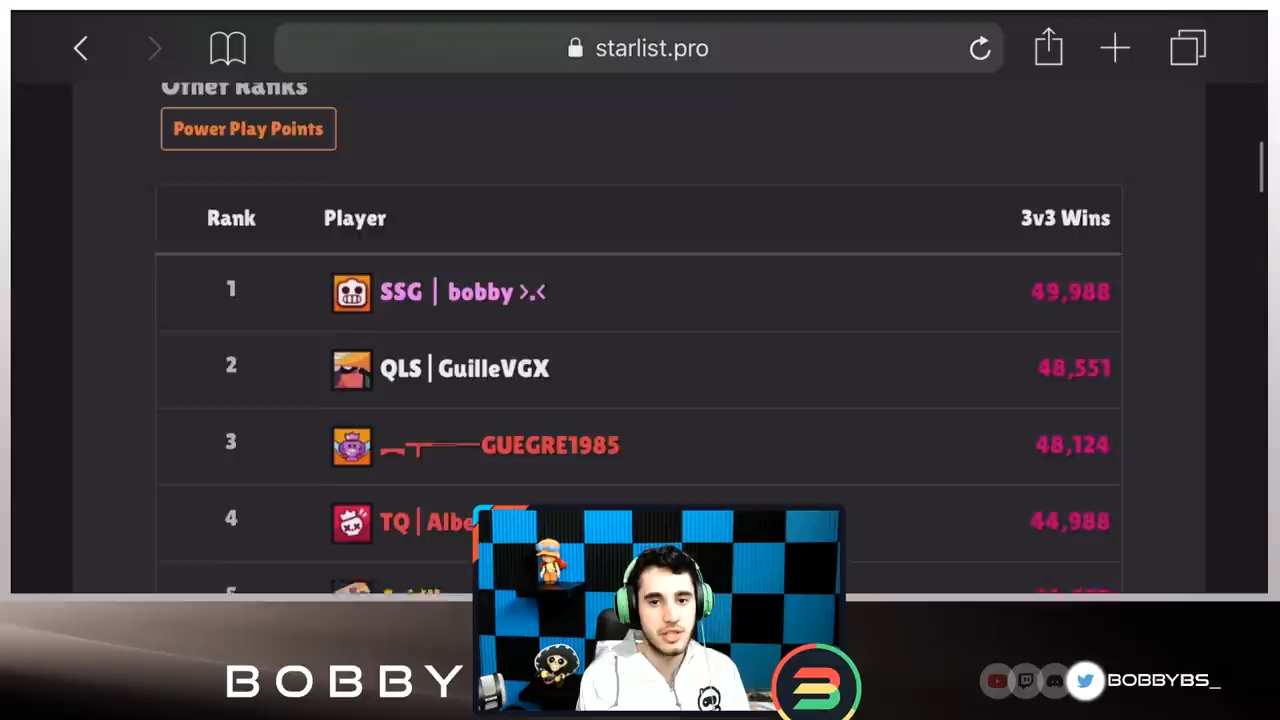 starlist.pro
Other Ranks
Power Play Points
Rank Player 3v3 Wins
1 SSG | bobby >.< 49,988
2 QLS | GuilleVGX 48,551
3 GUEGRE1985 48,124
4 TQ | Albe 44,988
5
BOBBY
BOBBYBS_